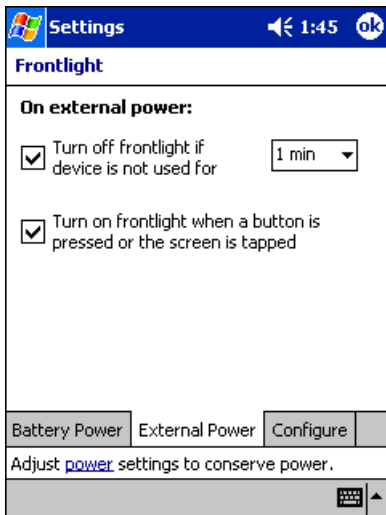 Settings 1:45 ok
Frontlight
On external power:
Turn off frontlight if
device is not used for
1 min
Turn on frontlight when a button is
pressed or the screen is tapped
Battery Power External Power Configure
Adjust power settings to conserve power.